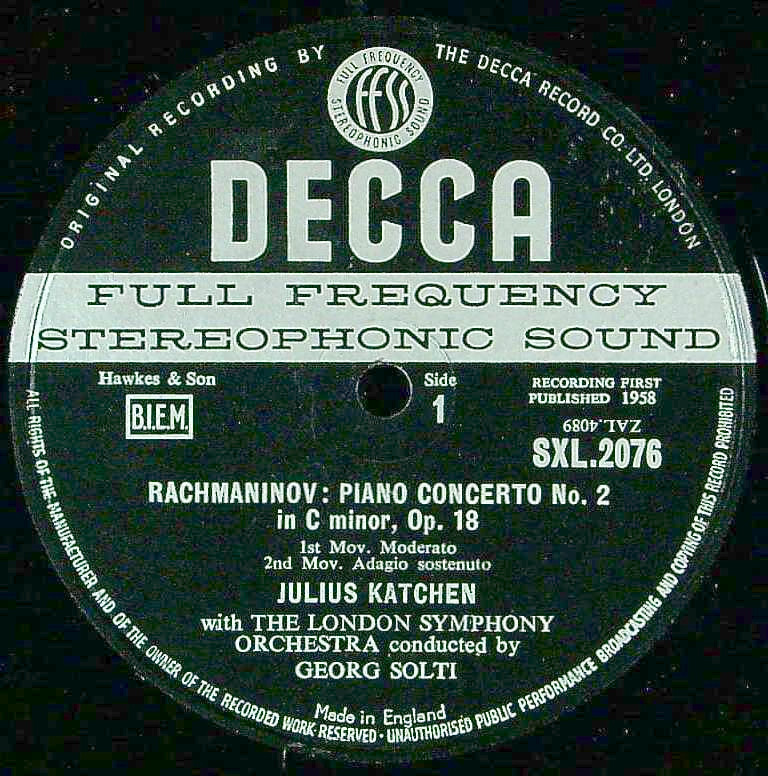 ORIGINAL RECORDING BY THE DECCA RECORD CO. LTD. LONDON
FULL FREQUENCY
ffss
STEREOPHONIC SOUND
DECCA
FULL FREQUENCY
STEREOPHONIC SOUND
Hawkes & Son
B.I.E.M.
Side
1
RECORDING FIRST
PUBLISHED 1958
ZAL.4089
SXL.2076
RACHMANINOV: PIANO CONCERTO No. 2
in C minor, Op. 18
1st Mov. Moderato
2nd Mov. Adagio sostenuto
JULIUS KATCHEN
with THE LONDON SYMPHONY
ORCHESTRA conducted by
GEORG SOLTI
Made in England
ALL RIGHTS OF THE MANUFACTURER AND OF THE OWNER OF THE RECORDED WORK RESERVED · UNAUTHORISED PUBLIC PERFORMANCE BROADCASTING AND COPYING OF THIS RECORD PROHIBITED